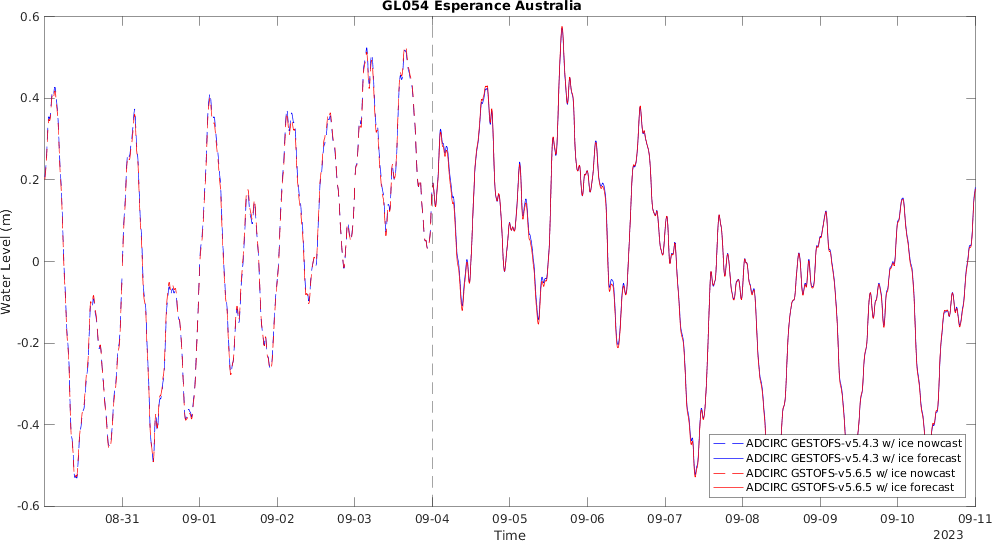 GL054 Esperance Australia
0.6
0.4
0.2
0
-0.2
-0.4
-0.6
Water Level (m)
ADCIRC GESTOFS-v5.4.3 w/ ice nowcast
ADCIRC GESTOFS-v5.4.3 w/ ice forecast
ADCIRC GSTOFS-v5.6.5 w/ ice nowcast
ADCIRC GSTOFS-v5.6.5 w/ ice forecast
08-31 09-01 09-02 09-03 09-04 09-05 09-06 09-07 09-08 09-09 09-10 09-11
Time
2023